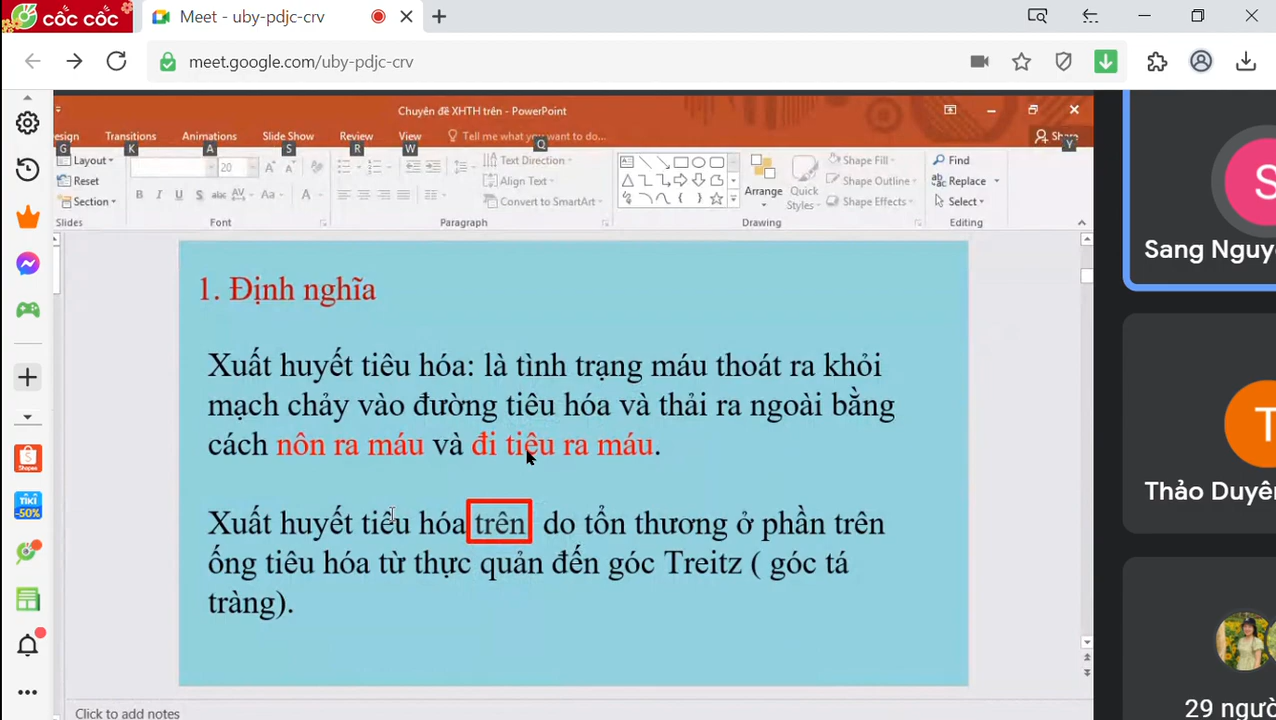 cốc cốc
Meet - uby-pdjc-crv
meet.google.com/uby-pdjc-crv
Chuyên đề XHTH trên - PowerPoint
esign Transitions Animations Slide Show Review View Tell me what you want to do...
Share
G K A S R W Q Y
Layout
Reset
Section
Slides
20
Font
Text Direction
Align Text
Convert to SmartArt
Paragraph
Arrange
Quick
Styles
Shape Fill
Shape Outline
Shape Effects
Drawing
Find
Replace
Select
Editing
1. Định nghĩa
Xuất huyết tiêu hóa: là tình trạng máu thoát ra khỏi
mạch chảy vào đường tiêu hóa và thải ra ngoài bằng
cách nôn ra máu và đi tiêu ra máu.
Xuất huyết tiêu hóa trên do tổn thương ở phần trên
ống tiêu hóa từ thực quản đến góc Treitz ( góc tá
tràng).
Click to add notes
Shopee
TIKI
-50%
S
Sang Nguy
T
Thảo Duyê
29 ngườ